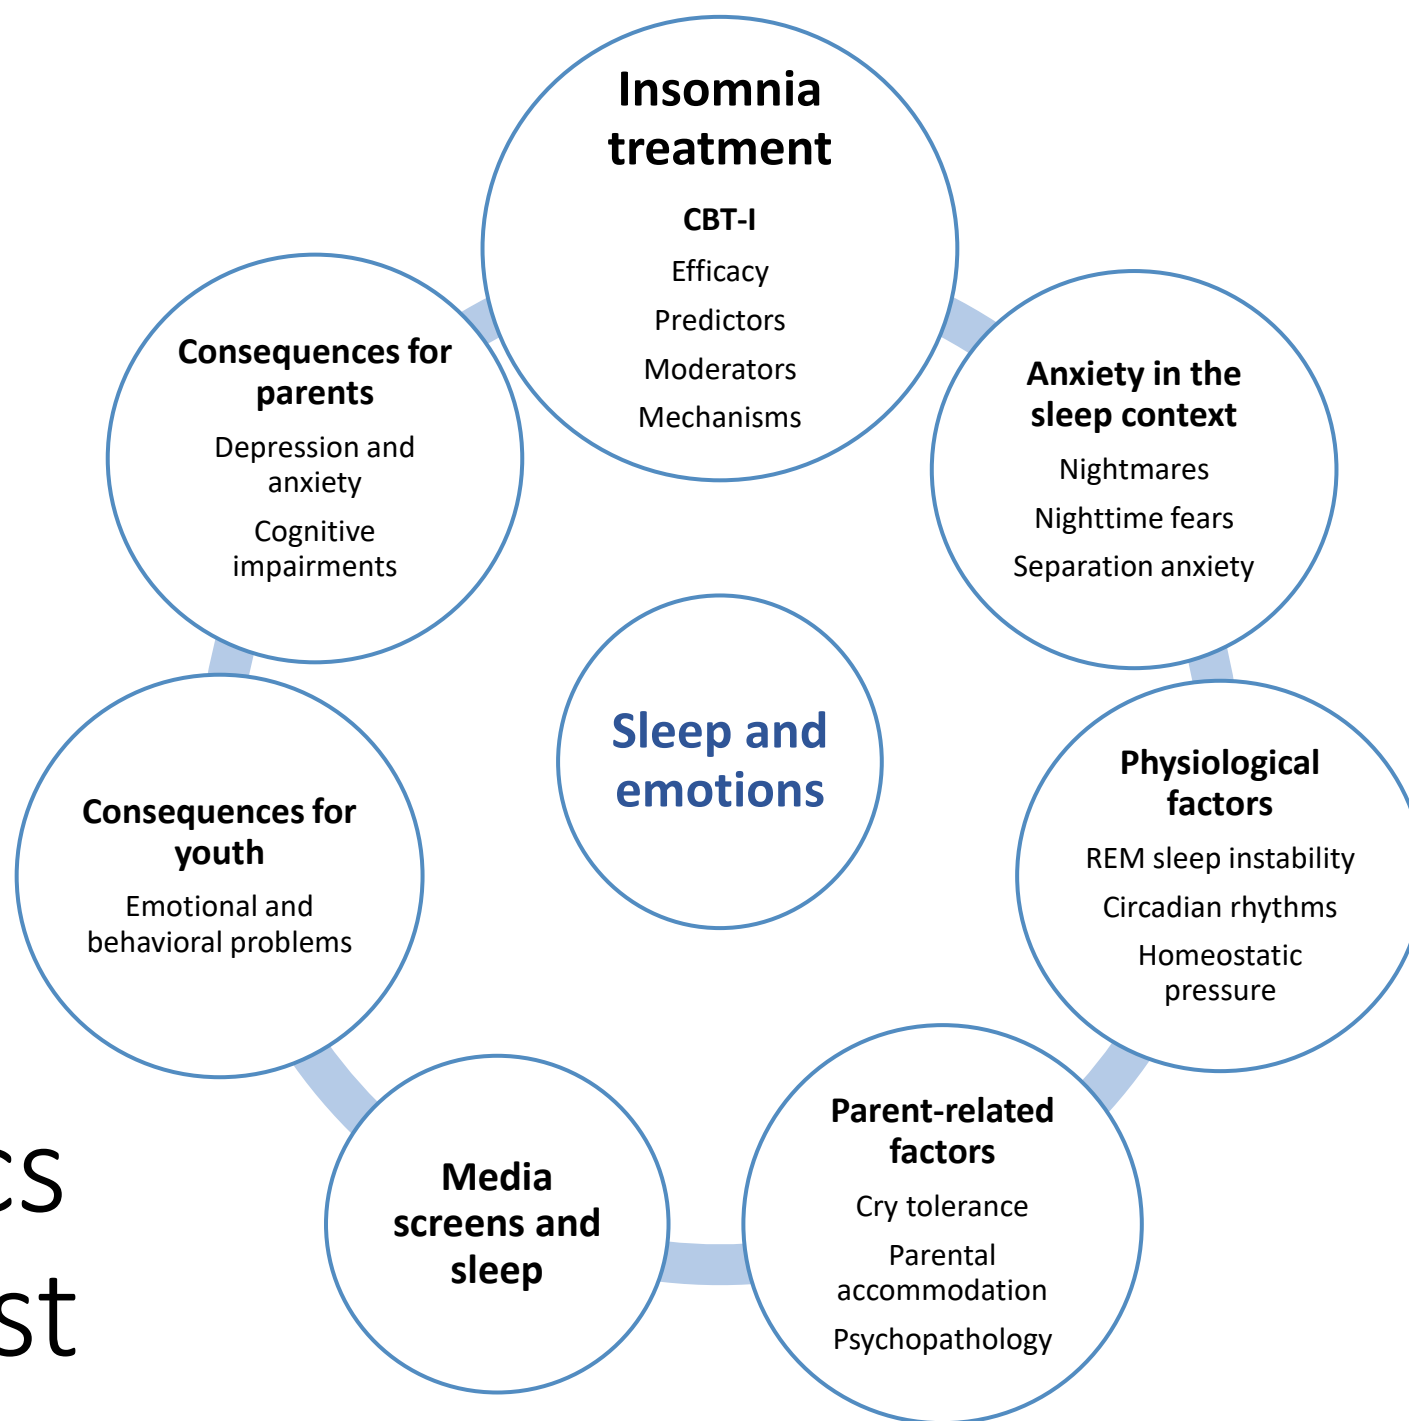 Insomnia
treatment
CBT-I
Efficacy
Predictors
Moderators
Mechanisms
Anxiety in the
sleep context
Nightmares
Nighttime fears
Separation anxiety
Physiological
factors
REM sleep instability
Circadian rhythms
Homeostatic
pressure
Parent-related
factors
Cry tolerance
Parental
accommodation
Psychopathology
Media
screens and
sleep
Consequences for
youth
Emotional and
behavioral problems
Consequences for
parents
Depression and
anxiety
Cognitive
impairments
Sleep and
emotions
cs
st